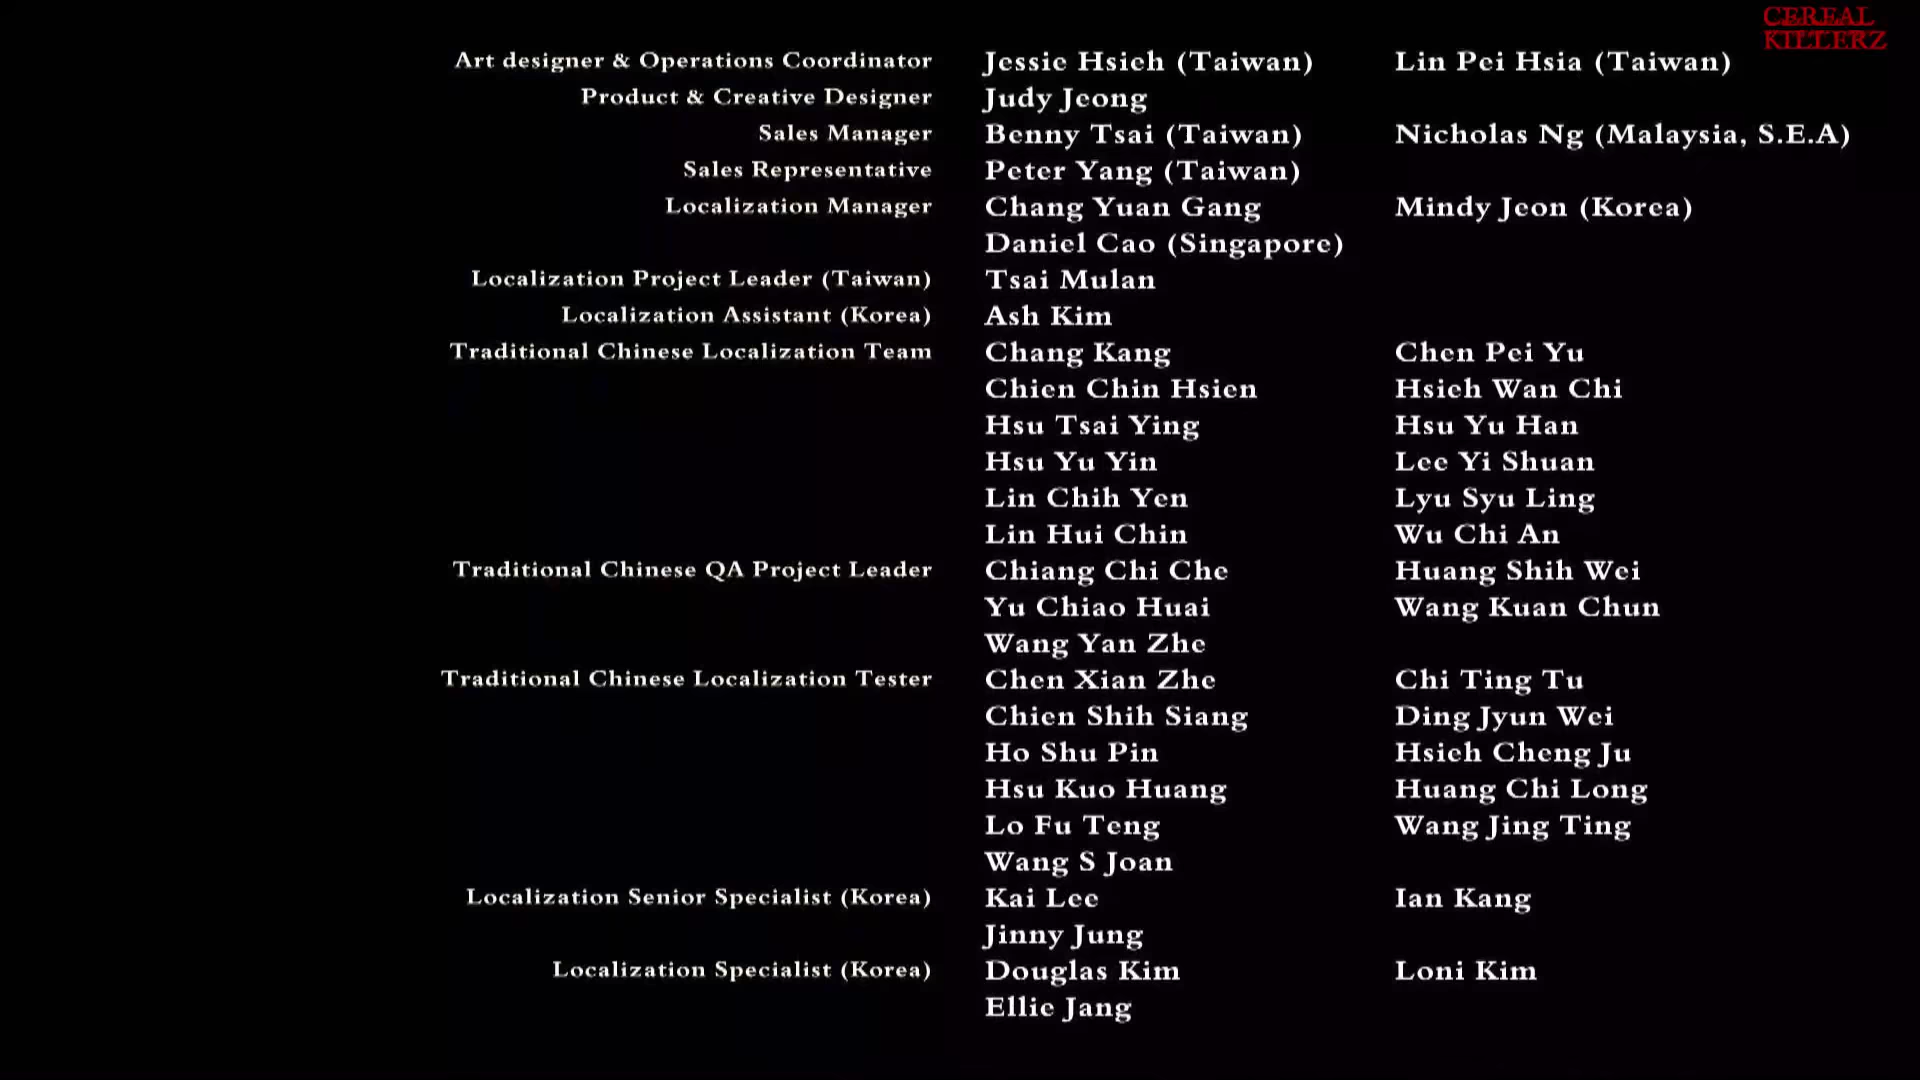 CEREAL
KILLERZ
Art designer & Operations Coordinator Jessie Hsieh (Taiwan) Lin Pei Hsia (Taiwan)
Product & Creative Designer Judy Jeong
Sales Manager Benny Tsai (Taiwan) Nicholas Ng (Malaysia, S.E.A)
Sales Representative Peter Yang (Taiwan)
Localization Manager Chang Yuan Gang Mindy Jeon (Korea)
Daniel Cao (Singapore)
Localization Project Leader (Taiwan) Tsai Mulan
Localization Assistant (Korea) Ash Kim
Traditional Chinese Localization Team Chang Kang Chen Pei Yu
Chien Chin Hsien Hsieh Wan Chi
Hsu Tsai Ying Hsu Yu Han
Hsu Yu Yin Lee Yi Shuan
Lin Chih Yen Lyu Syu Ling
Lin Hui Chin Wu Chi An
Traditional Chinese QA Project Leader Chiang Chi Che Huang Shih Wei
Yu Chiao Huai Wang Kuan Chun
Wang Yan Zhe
Traditional Chinese Localization Tester Chen Xian Zhe Chi Ting Tu
Chien Shih Siang Ding Jyun Wei
Ho Shu Pin Hsieh Cheng Ju
Hsu Kuo Huang Huang Chi Long
Lo Fu Teng Wang Jing Ting
Wang S Joan
Localization Senior Specialist (Korea) Kai Lee Ian Kang
Jinny Jung
Localization Specialist (Korea) Douglas Kim Loni Kim
Ellie Jang